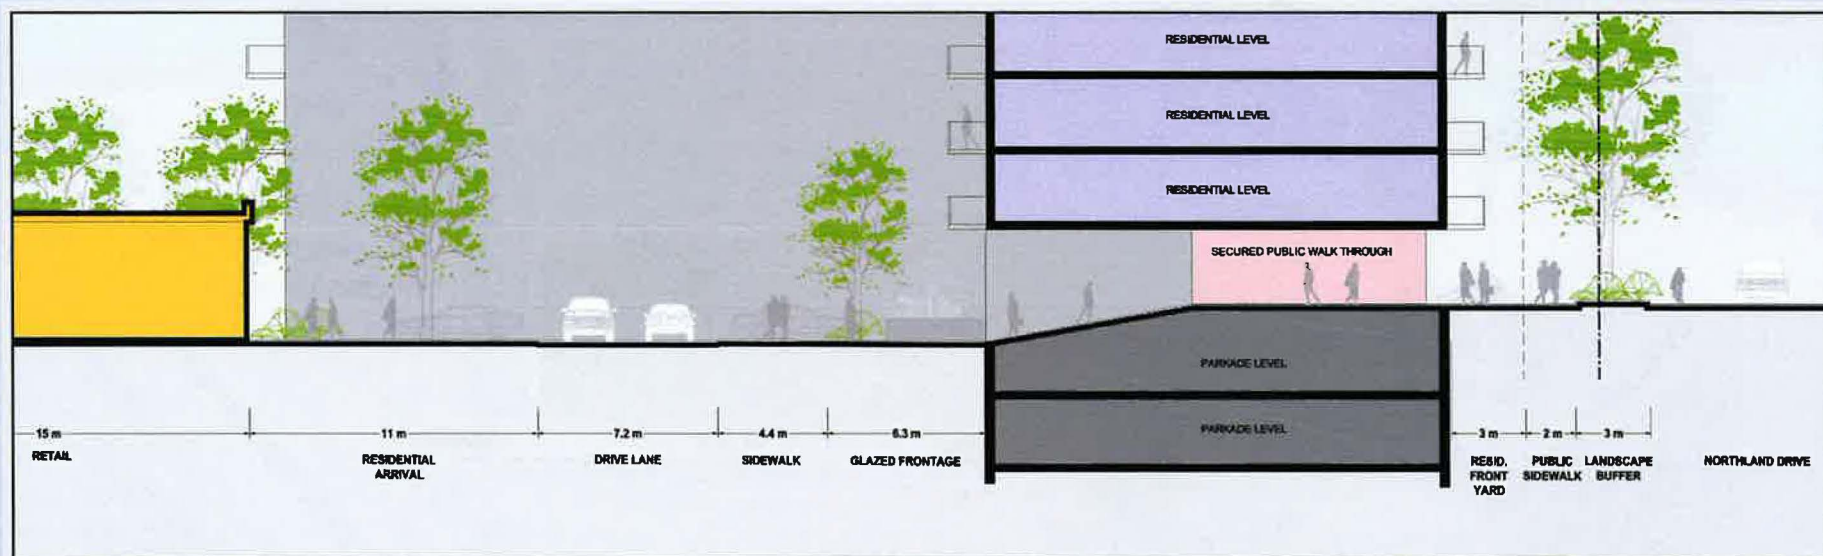 RESIDENTIAL LEVEL
RESIDENTIAL LEVEL
RESIDENTIAL LEVEL
SECURED PUBLIC WALK THROUGH
PARKADE LEVEL
PARKADE LEVEL
15 m
11 m
7.2 m
4.4 m
6.3 m
3 m
2 m
3 m
RETAIL
RESIDENTIAL
ARRIVAL
DRIVE LANE
SIDEWALK
GLAZED FRONTAGE
RESID.
FRONT
YARD
PUBLIC
SIDEWALK
LANDSCAPE
BUFFER
NORTHLAND DRIVE